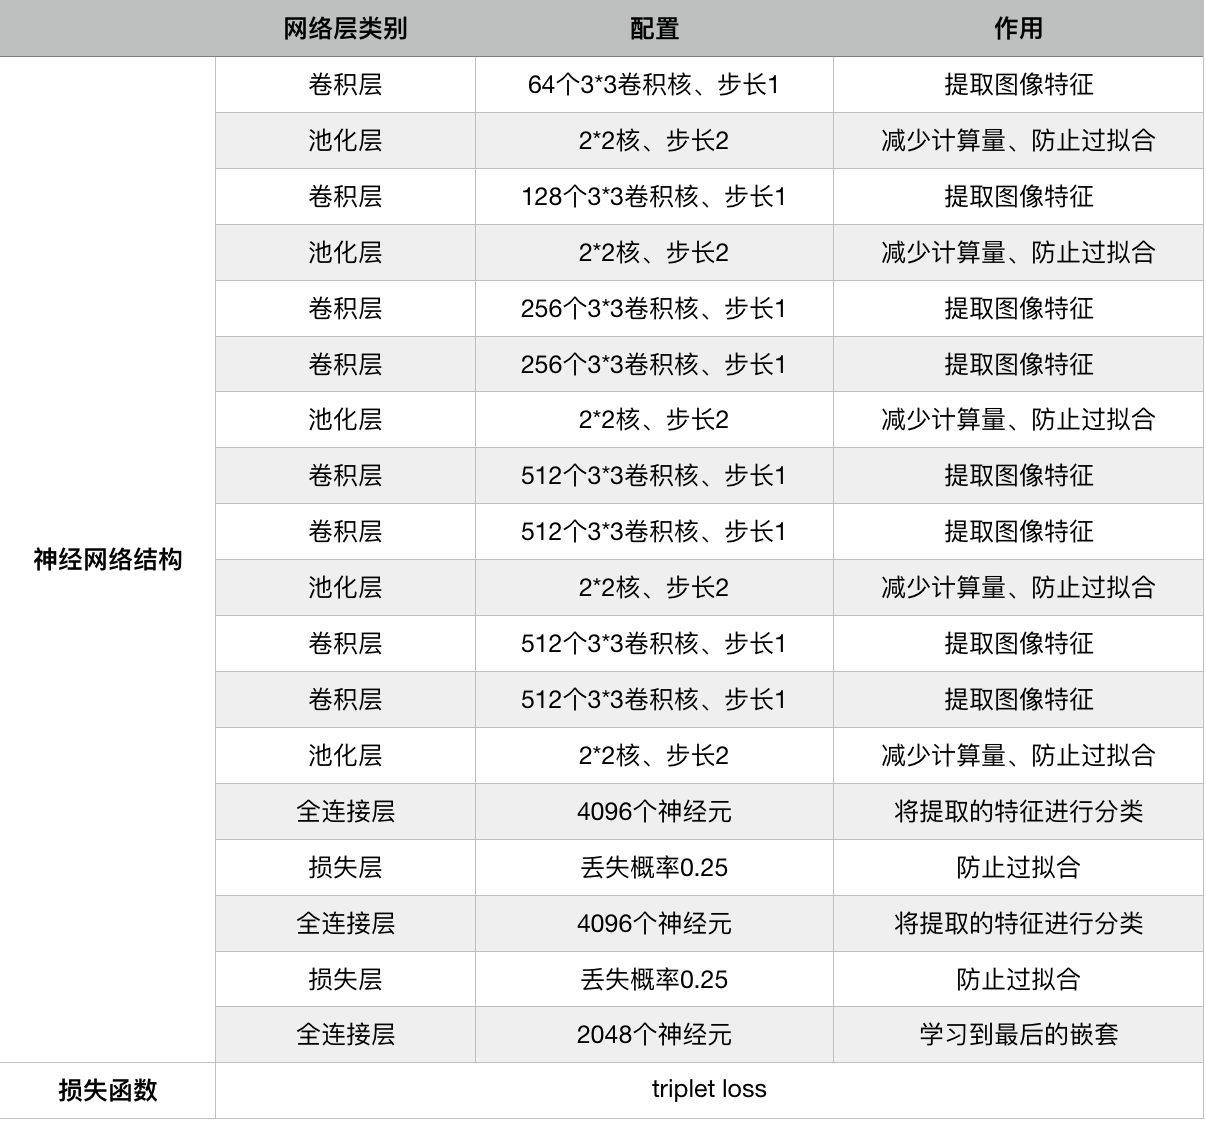 网络层类别 配置 作用
卷积层 64个3*3卷积核、步长1 提取图像特征
池化层 2*2核、步长2 减少计算量、防止过拟合
卷积层 128个3*3卷积核、步长1 提取图像特征
池化层 2*2核、步长2 减少计算量、防止过拟合
卷积层 256个3*3卷积核、步长1 提取图像特征
卷积层 256个3*3卷积核、步长1 提取图像特征
池化层 2*2核、步长2 减少计算量、防止过拟合
卷积层 512个3*3卷积核、步长1 提取图像特征
卷积层 512个3*3卷积核、步长1 提取图像特征
神经网络结构
池化层 2*2核、步长2 减少计算量、防止过拟合
卷积层 512个3*3卷积核、步长1 提取图像特征
卷积层 512个3*3卷积核、步长1 提取图像特征
池化层 2*2核、步长2 减少计算量、防止过拟合
全连接层 4096个神经元 将提取的特征进行分类
损失层 丢失概率0.25 防止过拟合
全连接层 4096个神经元 将提取的特征进行分类
损失层 丢失概率0.25 防止过拟合
全连接层 2048个神经元 学习到最后的嵌套
损失函数 triplet loss